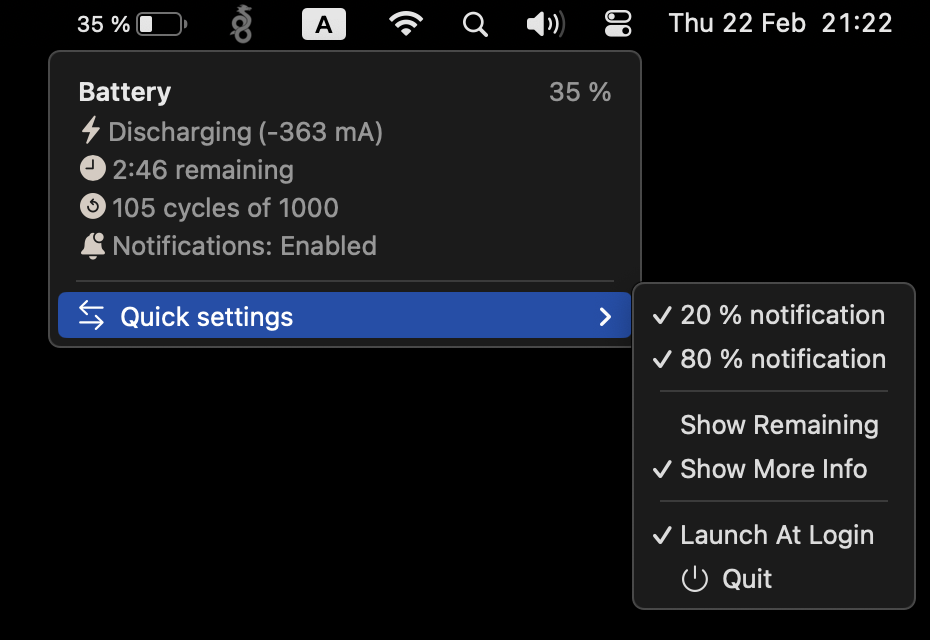 35 %
A
Thu 22 Feb 21:22
Battery 35 %
Discharging (-363 mA)
2:46 remaining
105 cycles of 1000
Notifications: Enabled
Quick settings
20 % notification
80 % notification
Show Remaining
Show More Info
Launch At Login
Quit